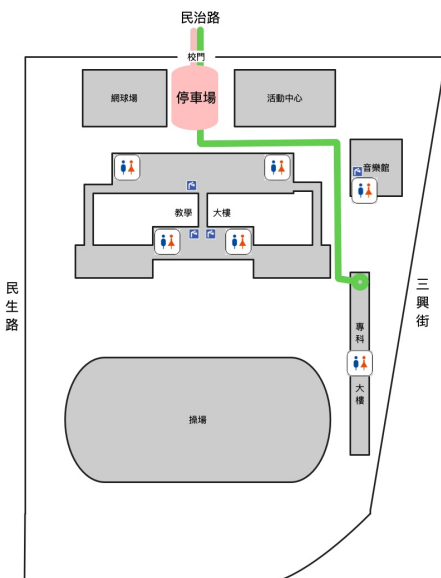 民治路
校門
網球場
停車場
活動中心
音樂館
教學
大樓
民生路
三興街
專科
大樓
操場